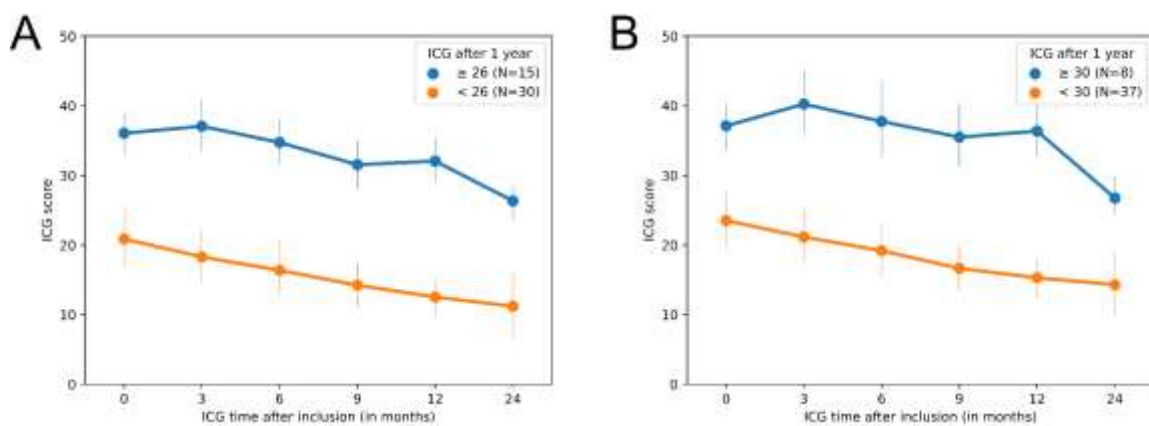 A
ICG score
50
40
30
20
10
0
ICG after 1 year
≥ 26 (N=15)
< 26 (N=30)
0 3 6 9 12 24
ICG time after inclusion (in months)
B
ICG score
50
40
30
20
10
0
ICG after 1 year
≥ 30 (N=8)
< 30 (N=37)
0 3 6 9 12 24
ICG time after inclusion (in months)